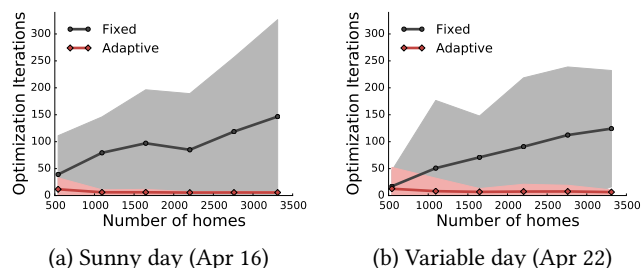 Optimization Iterations
300
250
200
150
100
50
0
Fixed
Adaptive
500 1000 1500 2000 2500 3000 3500
Number of homes
(a) Sunny day (Apr 16)
Optimization Iterations
300
250
200
150
100
50
0
Fixed
Adaptive
500 1000 1500 2000 2500 3000 3500
Number of homes
(b) Variable day (Apr 22)